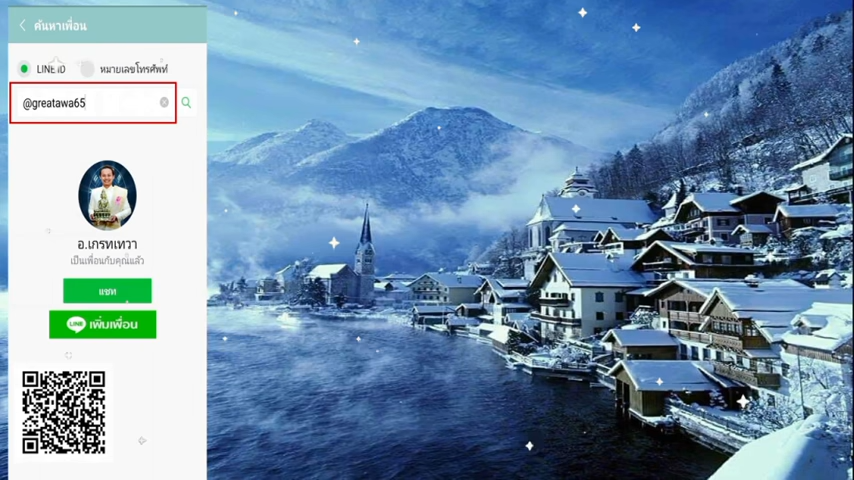 ค้นหาเพื่อน
LINE ID
หมายเลขโทรศัพท์
@greatawa65
อ.เกรทเทวา
เป็นเพื่อนกับคุณแล้ว
แชท
LINE เพิ่มเพื่อน